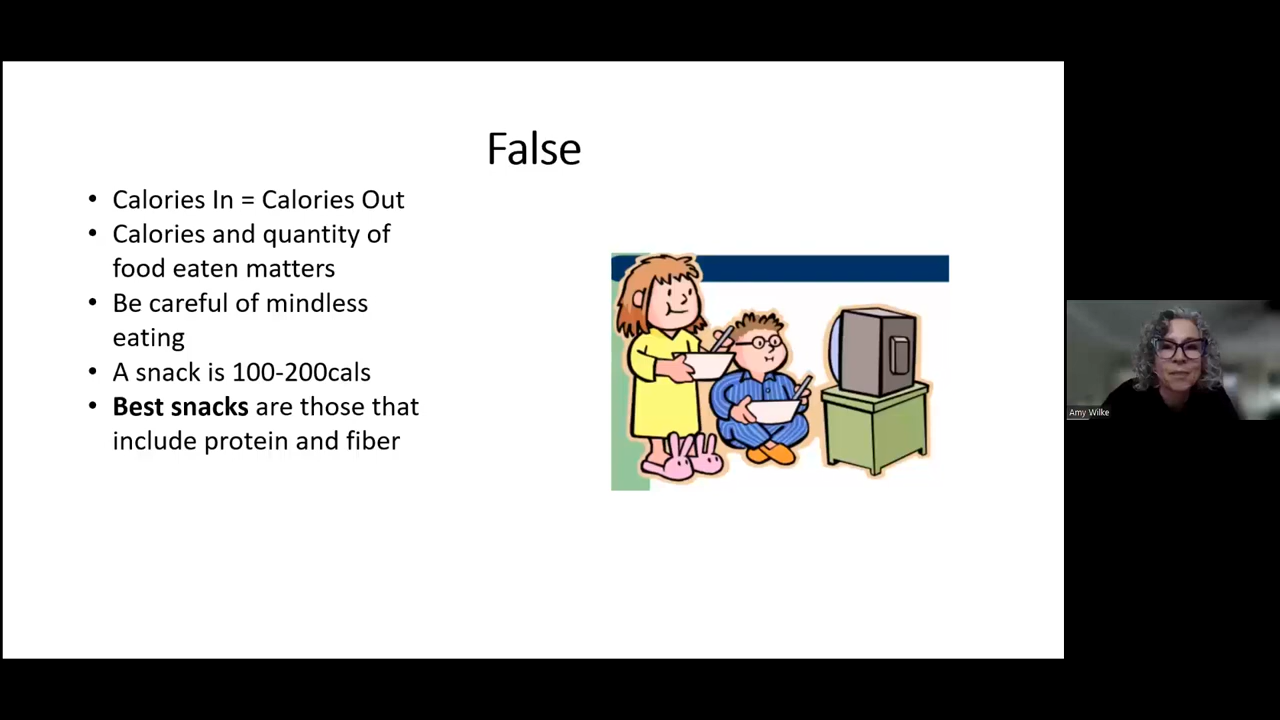 False
• Calories In = Calories Out
• Calories and quantity of
food eaten matters
• Be careful of mindless
eating
• A snack is 100-200cals
• Best snacks are those that
include protein and fiber
Amy Wilke